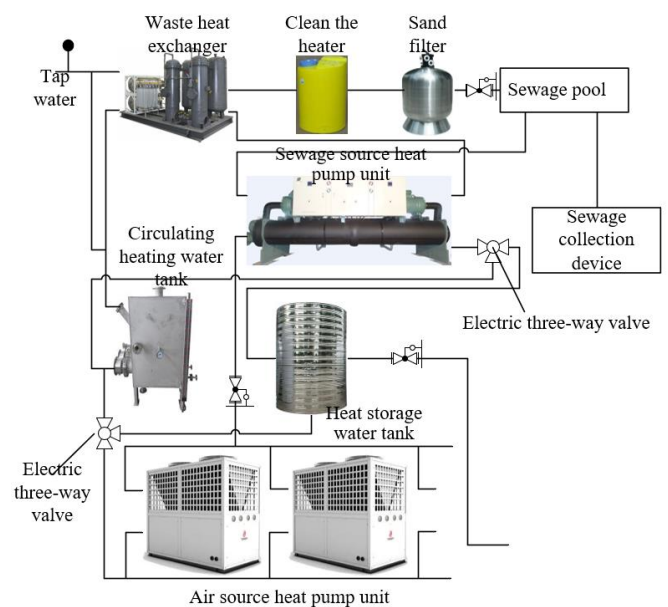 Waste heat
exchanger
Clean the
heater
Sand
filter
Tap
water
Sewage pool
Sewage source heat
pump unit
Sewage
collection
device
Circulating
heating water
tank
Electric three-way valve
Heat storage
water tank
Electric
three-way
valve
Air source heat pump unit